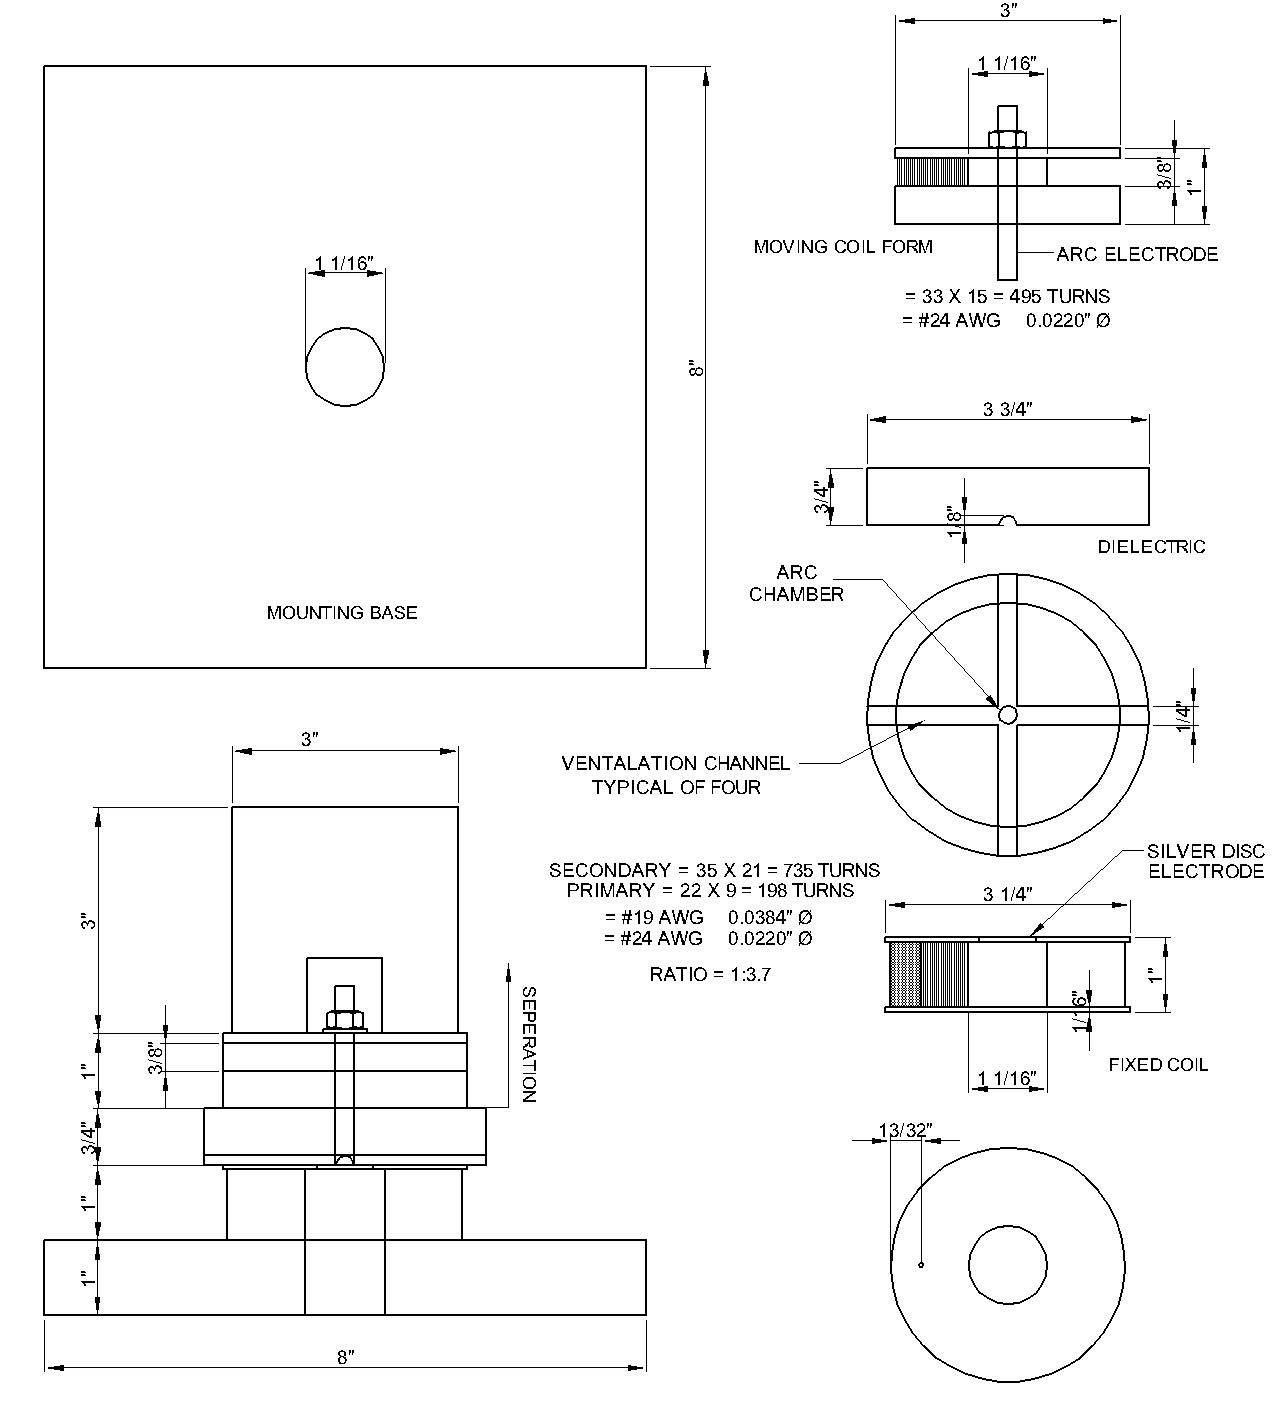 3"
1 1/16"
3/8"
1"
MOVING COIL FORM
ARC ELECTRODE
= 33 X 15 = 495 TURNS
= #24 AWG 0.0220" Ø
1 1/16"
8"
MOUNTING BASE
3 3/4"
3/4"
1/8"
DIELECTRIC
ARC
CHAMBER
1/4"
VENTALATION CHANNEL
TYPICAL OF FOUR
SECONDARY = 35 X 21 = 735 TURNS
PRIMARY = 22 X 9 = 198 TURNS
= #19 AWG 0.0384" Ø
= #24 AWG 0.0220" Ø
RATIO = 1:3.7
SILVER DISC
ELECTRODE
3 1/4"
1"
1/16"
1 1/16"
FIXED COIL
13/32"
3"
3"
3/8"
1"
3/4"
1"
1"
SEPERATION
8"